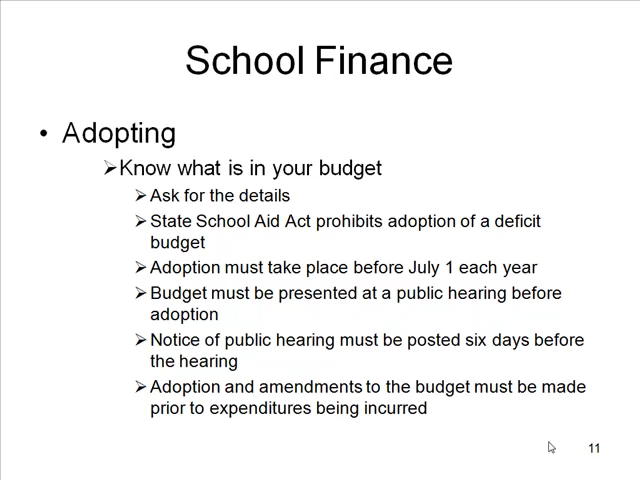 School Finance
• Adopting
➢Know what is in your budget
➢Ask for the details
➢State School Aid Act prohibits adoption of a deficit
budget
➢Adoption must take place before July 1 each year
➢Budget must be presented at a public hearing before
adoption
➢Notice of public hearing must be posted six days before
the hearing
➢Adoption and amendments to the budget must be made
prior to expenditures being incurred
11